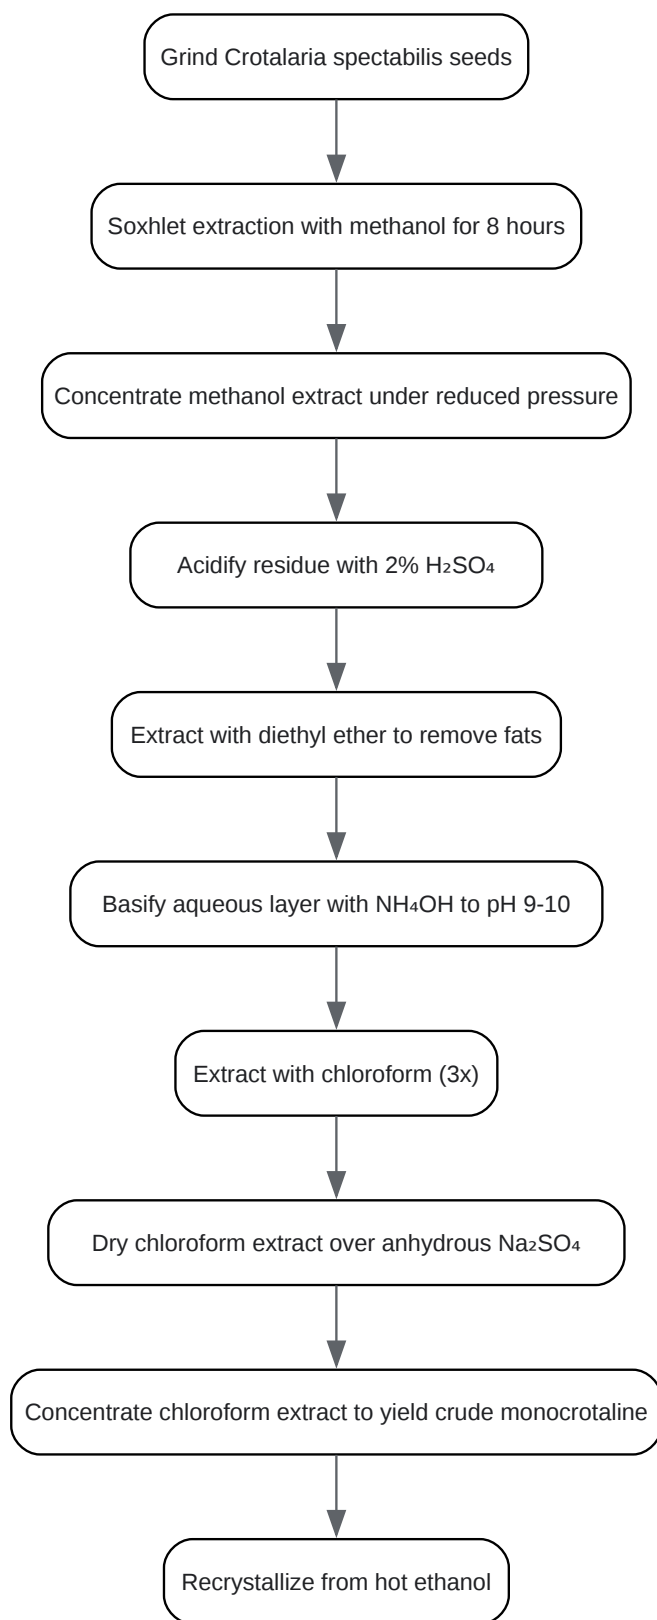 Grind Crotalaria spectabilis seeds
Soxhlet extraction with methanol for 8 hours
Concentrate methanol extract under reduced pressure
Acidify residue with 2% H₂SO₄
Extract with diethyl ether to remove fats
Basify aqueous layer with NH₄OH to pH 9-10
Extract with chloroform (3x)
Dry chloroform extract over anhydrous Na₂SO₄
Concentrate chloroform extract to yield crude monocrotaline
Recrystallize from hot ethanol